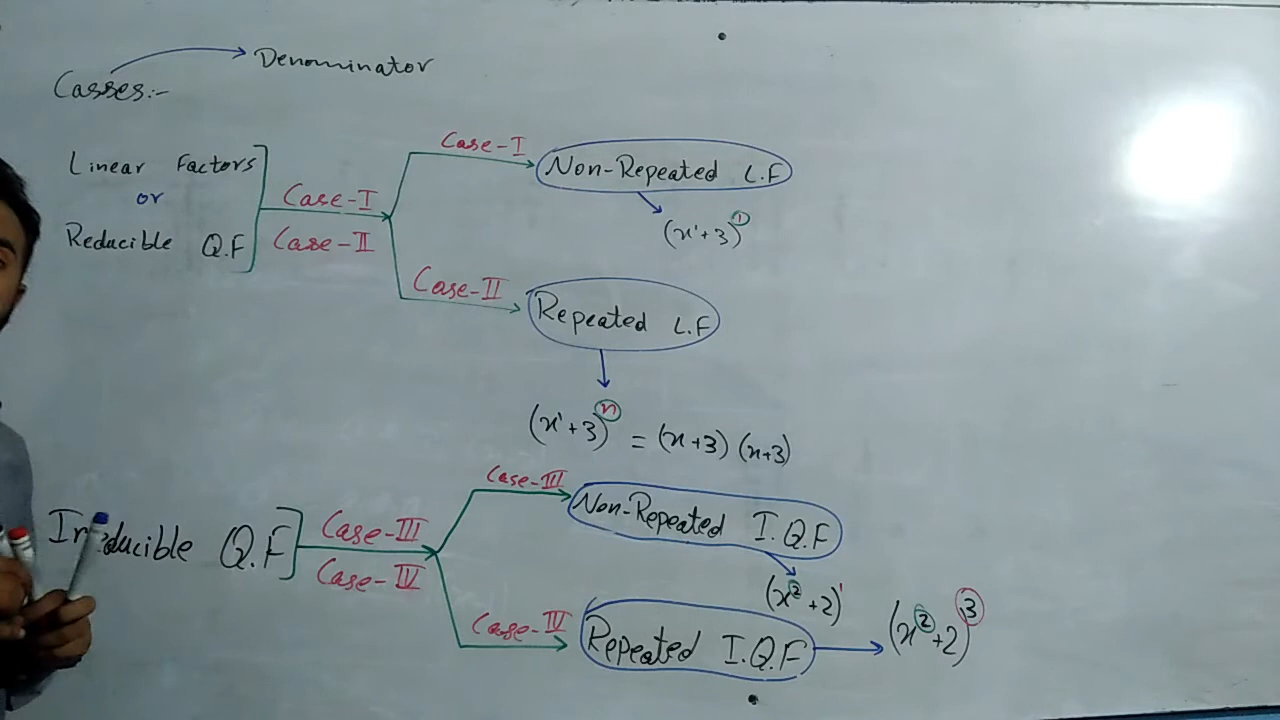 Denominator
Casses:-
Case-I
Non-Repeated L.F
Linear Factors
or
Reducible Q.F
Case-I
Case-II
(x¹+3)^①
Case-II
Repeated L.F
(x¹+3)^ⓝ = (x+3) (x+3)
Case-III
Non-Repeated I.Q.F
Irreducible Q.F
Case-III
Case-IV
(x²+2)¹
Case-IV
Repeated I.Q.F
(x²+2)³